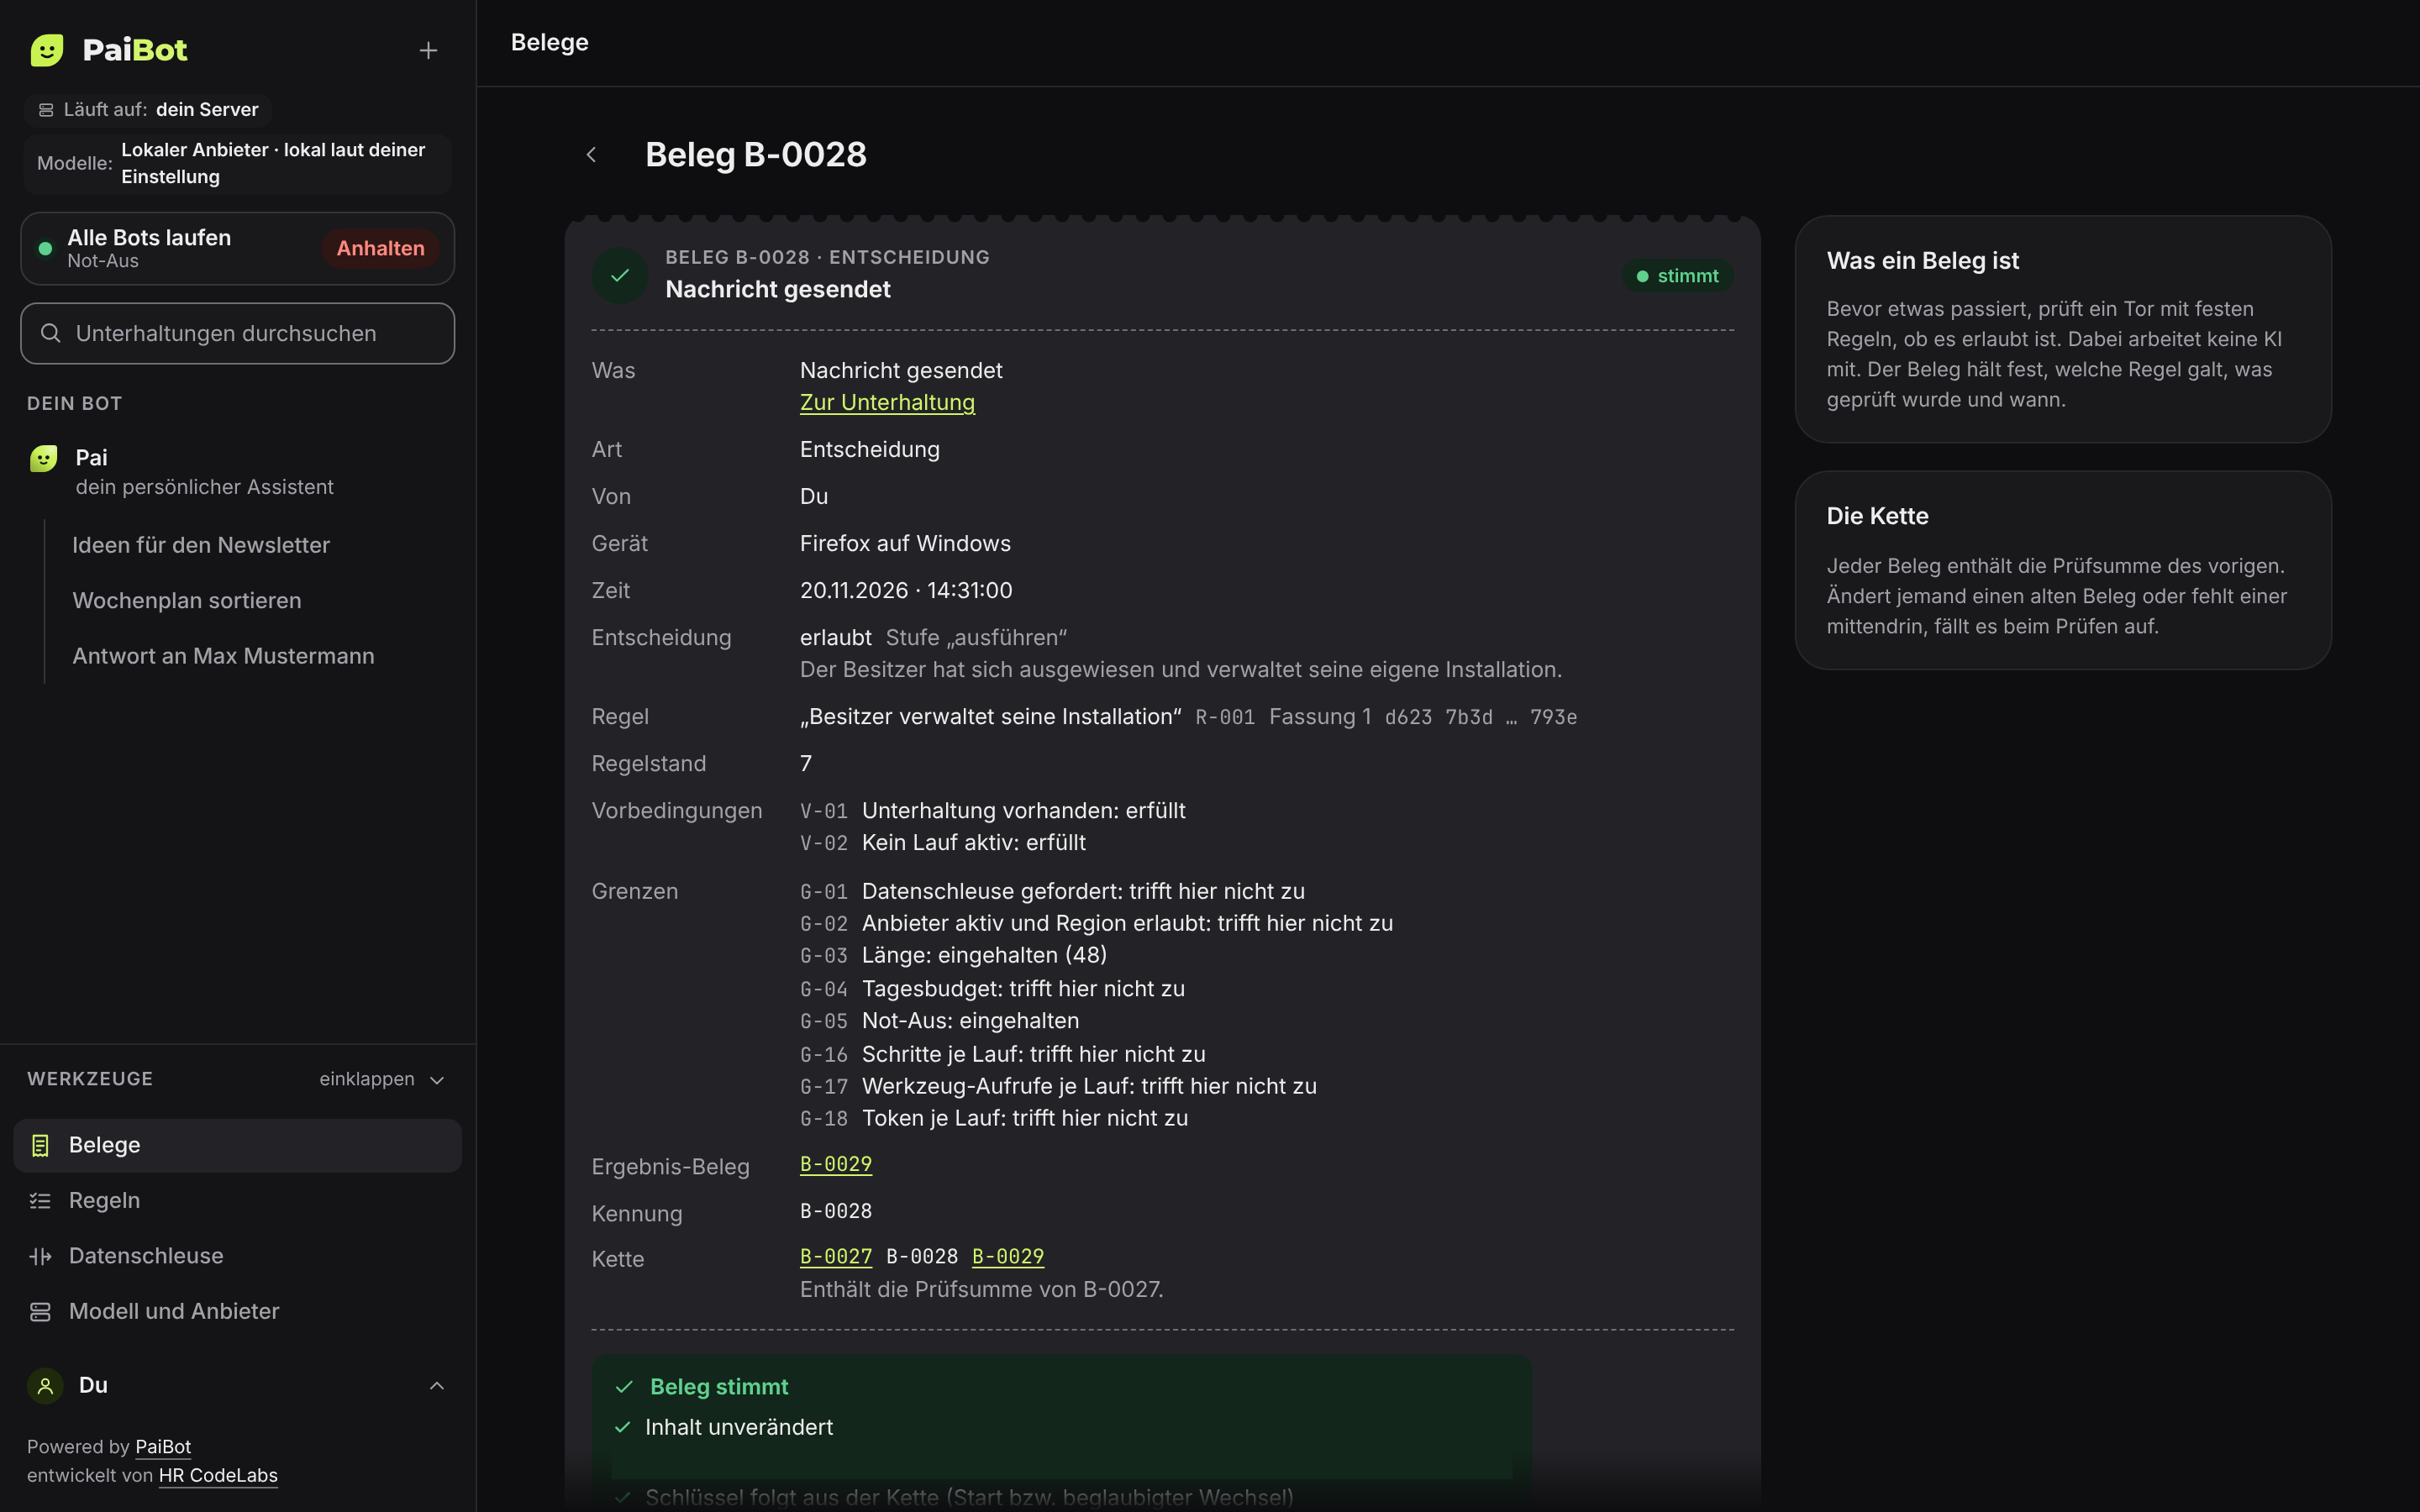 PaiBot
Läuft auf: dein Server
Modelle: Lokaler Anbieter · lokal laut deiner
Einstellung
Alle Bots laufen
Not-Aus
Anhalten
Unterhaltungen durchsuchen
DEIN BOT
Pai
dein persönlicher Assistent
Ideen für den Newsletter
Wochenplan sortieren
Antwort an Max Mustermann
WERKZEUGE einklappen
Belege
Regeln
Datenschleuse
Modell und Anbieter
Du
Powered by PaiBot
entwickelt von HR CodeLabs
Belege
Beleg B-0028
BELEG B-0028 · ENTSCHEIDUNG
Nachricht gesendet
stimmt
Was Nachricht gesendet
Zur Unterhaltung
Art Entscheidung
Von Du
Gerät Firefox auf Windows
Zeit 20.11.2026 · 14:31:00
Entscheidung erlaubt Stufe „ausführen“
Der Besitzer hat sich ausgewiesen und verwaltet seine eigene Installation.
Regel „Besitzer verwaltet seine Installation“ R-001 Fassung 1 d623 7b3d … 793e
Regelstand 7
Vorbedingungen V-01 Unterhaltung vorhanden: erfüllt
V-02 Kein Lauf aktiv: erfüllt
Grenzen G-01 Datenschleuse gefordert: trifft hier nicht zu
G-02 Anbieter aktiv und Region erlaubt: trifft hier nicht zu
G-03 Länge: eingehalten (48)
G-04 Tagesbudget: trifft hier nicht zu
G-05 Not-Aus: eingehalten
G-16 Schritte je Lauf: trifft hier nicht zu
G-17 Werkzeug-Aufrufe je Lauf: trifft hier nicht zu
G-18 Token je Lauf: trifft hier nicht zu
Ergebnis-Beleg B-0029
Kennung B-0028
Kette B-0027 B-0028 B-0029
Enthält die Prüfsumme von B-0027.
Beleg stimmt
Inhalt unverändert
Schlüssel folgt aus der Kette (Start bzw. beglaubigter Wechsel)
Was ein Beleg ist
Bevor etwas passiert, prüft ein Tor mit festen
Regeln, ob es erlaubt ist. Dabei arbeitet keine KI
mit. Der Beleg hält fest, welche Regel galt, was
geprüft wurde und wann.
Die Kette
Jeder Beleg enthält die Prüfsumme des vorigen.
Ändert jemand einen alten Beleg oder fehlt einer
mittendrin, fällt es beim Prüfen auf.